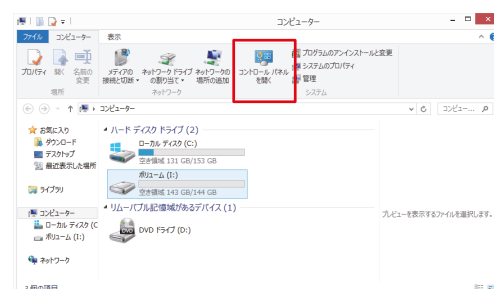 コンピューター
ファイル コンピューター 表示
プロパティ 開く 名前の変更
メディアの接続と切断
ネットワーク ドライブの割り当て
ネットワークの場所の追加
コントロール パネルを開く
プログラムのアンインストールと変更
システムのプロパティ
管理
場所 ネットワーク システム
コンピューター
コンピュー...
お気に入り
ダウンロード
デスクトップ
最近表示した場所
ライブラリ
コンピューター
ローカル ディスク (C
ボリューム (I:)
ネットワーク
ハード ディスク ドライブ (2)
ローカル ディスク (C:)
空き領域 131 GB/153 GB
ボリューム (I:)
空き領域 143 GB/144 GB
リムーバブル記憶域があるデバイス (1)
DVD ドライブ (D:)
プレビューを表示するファイルを選択します。
3 個の項目